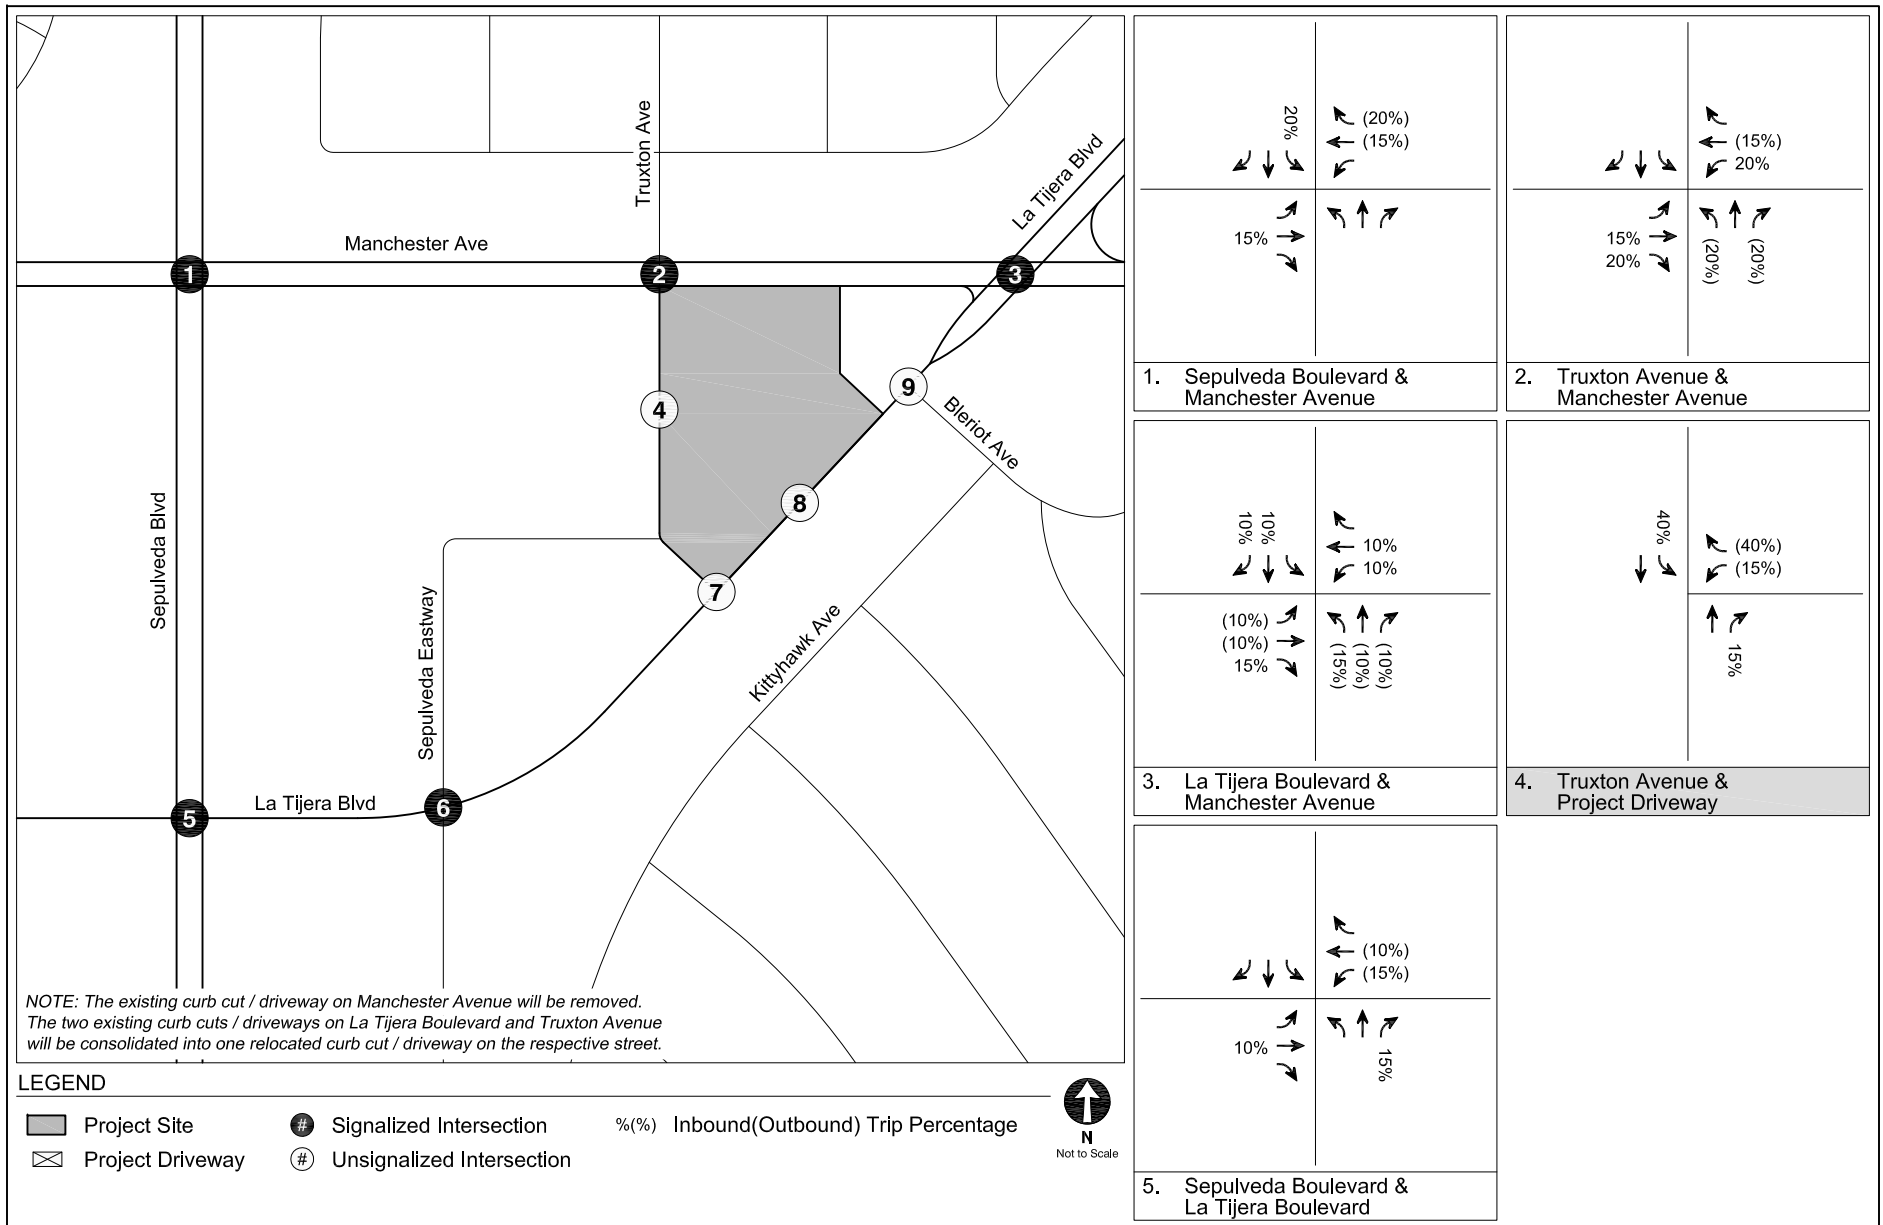 Truxton Ave
La Tijera Blvd
Manchester Ave
1
2
3
9
4
Bleriot Ave
8
Sepulveda Blvd
7
Sepulveda Eastway
Kittyhawk Ave
La Tijera Blvd
5
6
NOTE: The existing curb cut / driveway on Manchester Avenue will be removed.
The two existing curb cuts / driveways on La Tijera Boulevard and Truxton Avenue
will be consolidated into one relocated curb cut / driveway on the respective street.
LEGEND
Project Site
# Signalized Intersection
%(%) Inbound(Outbound) Trip Percentage
Project Driveway
# Unsignalized Intersection
N
Not to Scale
20%
(20%)
(15%)
15%
1. Sepulveda Boulevard &
Manchester Avenue
(15%)
20%
15%
20%
(20%)
(20%)
2. Truxton Avenue &
Manchester Avenue
10%
10%
10%
10%
(10%)
(10%)
15%
(15%)
(10%)
(10%)
3. La Tijera Boulevard &
Manchester Avenue
40%
(40%)
(15%)
15%
4. Truxton Avenue &
Project Driveway
(10%)
(15%)
10%
15%
5. Sepulveda Boulevard &
La Tijera Boulevard